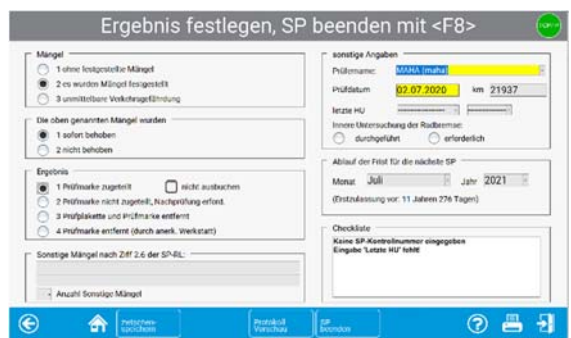 Ergebnis festlegen, SP beenden mit <F8>
Mängel
1 ohne festgestellte Mängel
2 es wurden Mängel festgestellt
3 unmittelbare Verkehrsgefährdung
Die oben genannten Mängel wurden
1 sofort behoben
2 nicht behoben
Ergebnis
1 Prüfmarke zugeteilt
nicht ausbuchen
2 Prüfmarke nicht zugeteilt, Nachprüfung erford.
3 Prüfplakette und Prüfmarke entfernt
4 Prüfmarke entfernt (durch anerk. Werkstatt)
Sonstige Mängel nach Ziff 2.6 der SP-RL:
Anzahl Sonstige Mängel
sonstige Angaben
Prüfername: MAHA (maha)
Prüfdatum 02.07.2020 km 21937
letzte HU
Innere Untersuchung der Radbremse:
durchgeführt
erforderlich
Ablauf der Frist für die nächste SP
Monat Juli Jahr 2021
(Erstzulassung vor: 11 Jahren 276 Tagen)
Checkliste
Keine SP-Kontrollnummer eingegeben
Eingabe 'Letzte HU' fehlt!
Zwischen-
speichern
Protokoll
Vorschau
SP
beenden